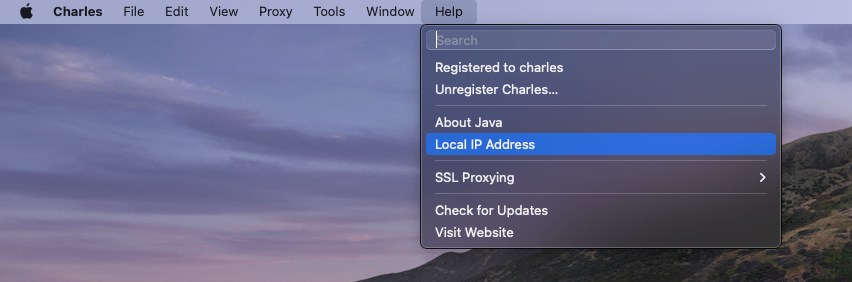 Charles File Edit View Proxy Tools Window Help
Search
Registered to charles
Unregister Charles...
About Java
Local IP Address
SSL Proxying
Check for Updates
Visit Website